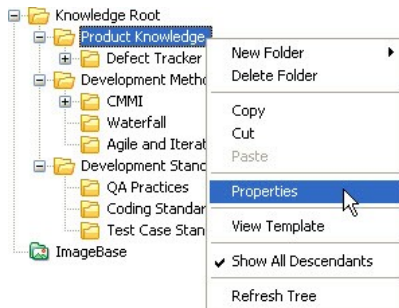 Knowledge Root
Product Knowledge
Defect Tracker
Development Metho
CMMI
Waterfall
Agile and Iterat
Development Stand
QA Practices
Coding Standar
Test Case Stan
ImageBase
New Folder
Delete Folder
Copy
Cut
Paste
Properties
View Template
Show All Descendants
Refresh Tree